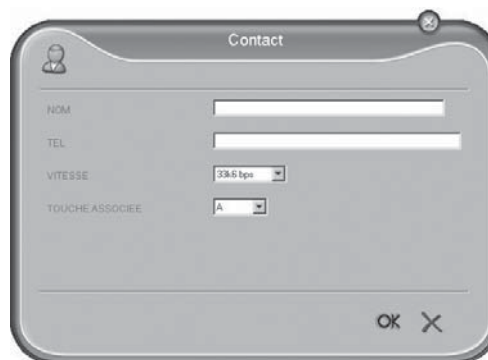 Contact
NOM
TEL
VITESSE 33k6 bps
TOUCHE ASSOCIEE A
OK